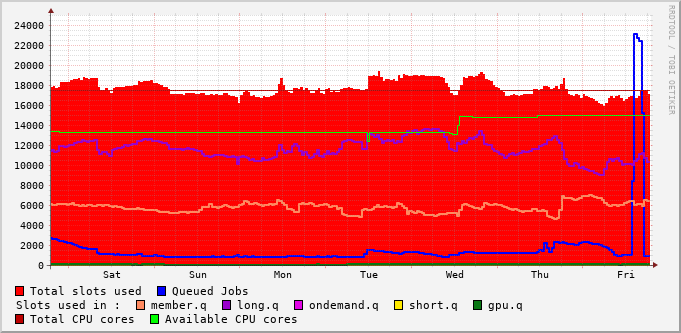 RRDTOOL / TOBI OETIKER
24000
22000
20000
18000
16000
14000
12000
10000
8000
6000
4000
2000
0
Sat Sun Mon Tue Wed Thu Fri
Total slots used Queued Jobs
Slots used in : member.q long.q ondemand.q short.q gpu.q
Total CPU cores Available CPU cores